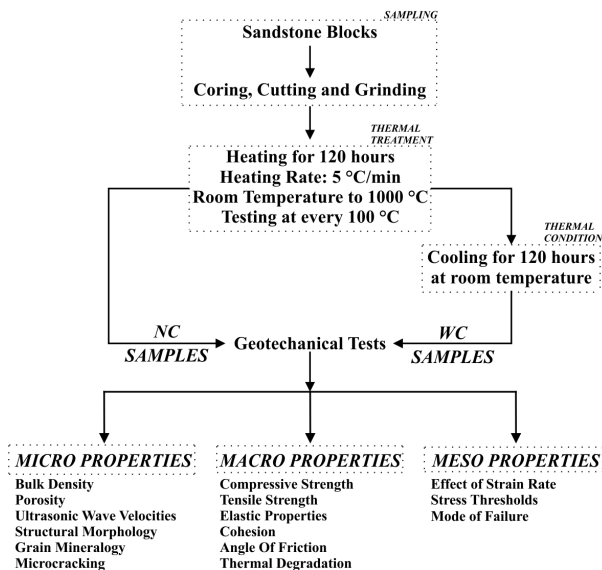 SAMPLING
Sandstone Blocks
Coring, Cutting and Grinding
THERMAL
TREATMENT
Heating for 120 hours
Heating Rate: 5 °C/min
Room Temperature to 1000 °C
Testing at every 100 °C
THERMAL
CONDITION
Cooling for 120 hours
at room temperature
NC
SAMPLES
Geotechnical Tests
WC
SAMPLES
MICRO PROPERTIES
Bulk Density
Porosity
Ultrasonic Wave Velocities
Structural Morphology
Grain Mineralogy
Microcracking
MACRO PROPERTIES
Compressive Strength
Tensile Strength
Elastic Properties
Cohesion
Angle Of Friction
Thermal Degradation
MESO PROPERTIES
Effect of Strain Rate
Stress Thresholds
Mode of Failure